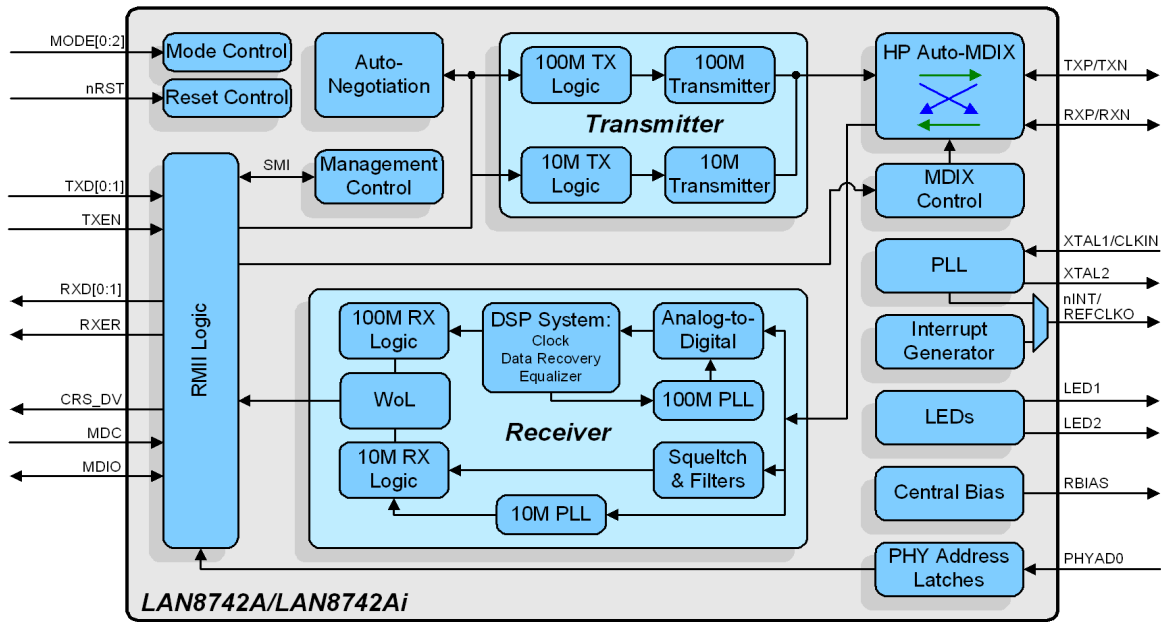 MODE[0:2]
nRST
TXD[0:1]
TXEN
RXD[0:1]
RXER
CRS_DV
MDC
MDIO
Mode Control
Reset Control
RMII Logic
Auto-
Negotiation
SMI
Management
Control
100M TX
Logic
100M
Transmitter
Transmitter
10M TX
Logic
10M
Transmitter
100M RX
Logic
DSP System:
Clock
Data Recovery
Equalizer
Analog-to-
Digital
100M PLL
WoL
Receiver
10M RX
Logic
Squeltch
& Filters
10M PLL
HP Auto-MDIX
MDIX
Control
PLL
Interrupt
Generator
LEDs
Central Bias
PHY Address
Latches
TXP/TXN
RXP/RXN
XTAL1/CLKIN
XTAL2
nINT/
REFCLKO
LED1
LED2
RBIAS
PHYAD0
LAN8742A/LAN8742Ai